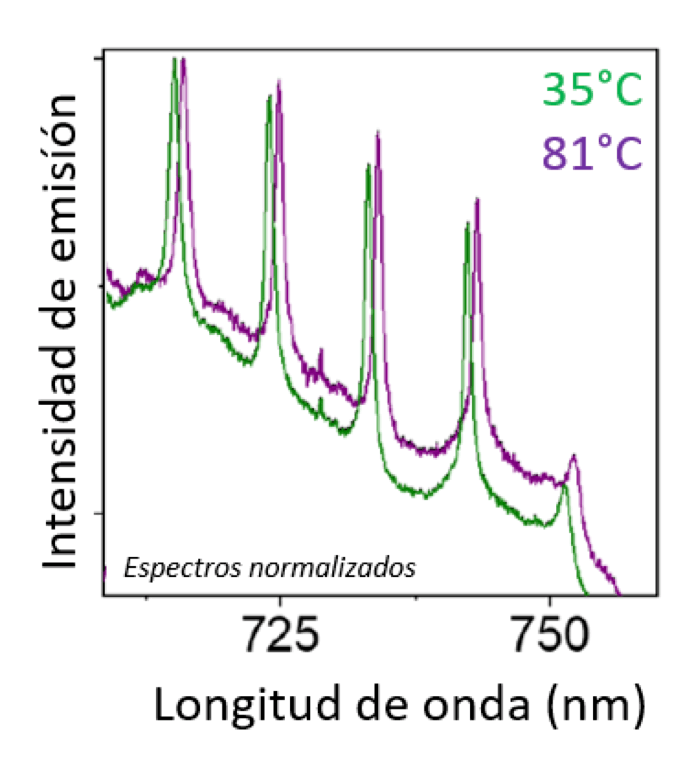 35°C
81°C
Intensidad de emisión
Espectros normalizados
725 750
Longitud de onda (nm)